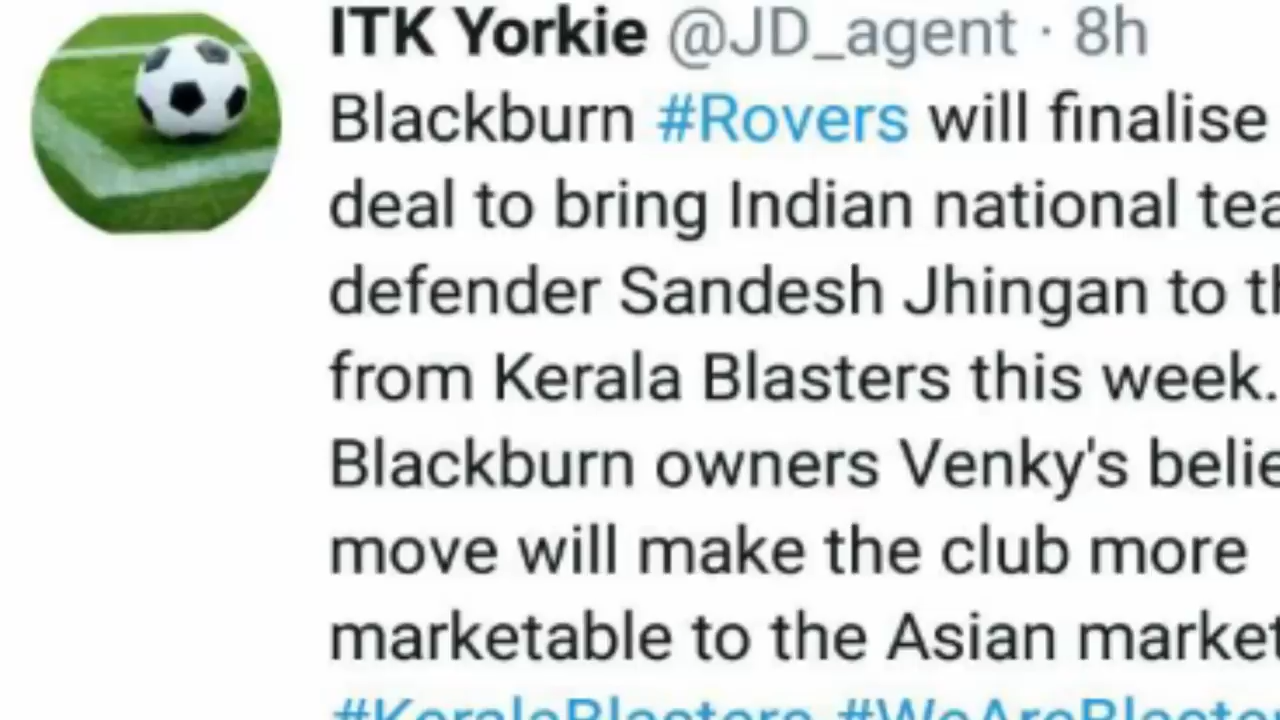 ITK Yorkie @JD_agent · 8h
Blackburn #Rovers will finalise
deal to bring Indian national
defender Sandesh Jhingan to
from Kerala Blasters this week.
Blackburn owners Venky's
move will make the club more
marketable to the Asian
#KeralaBlasters